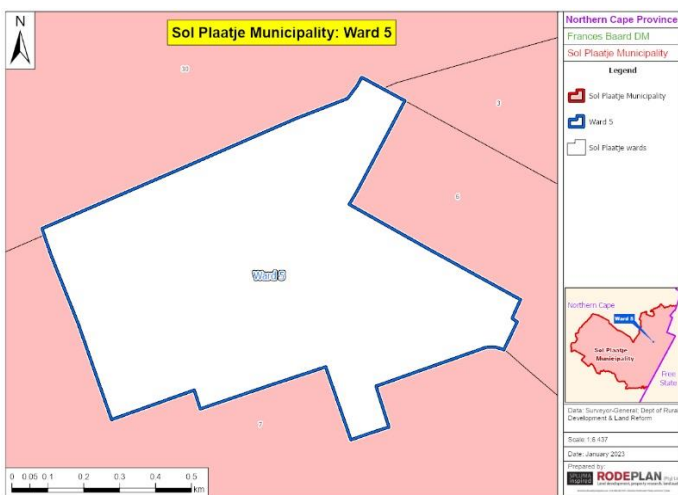 N
Sol Plaatje Municipality: Ward 5
Northern Cape Province
Frances Baard DM
Sol Plaatje Municipality
Legend
Sol Plaatje Municipality
Ward 5
Sol Plaatje wards
Ward 5
7
Northern Cape
Ward 5
Sol Plaatje
Municipality
Free
State
Data: Surveyor-General, Dept of Rural
Development & Land Reform
Scale: 1:6 437
Date: January 2023
Prepared by:
RODEPLAN
0 0.05 0.1 0.2 0.3 0.4 0.5
km